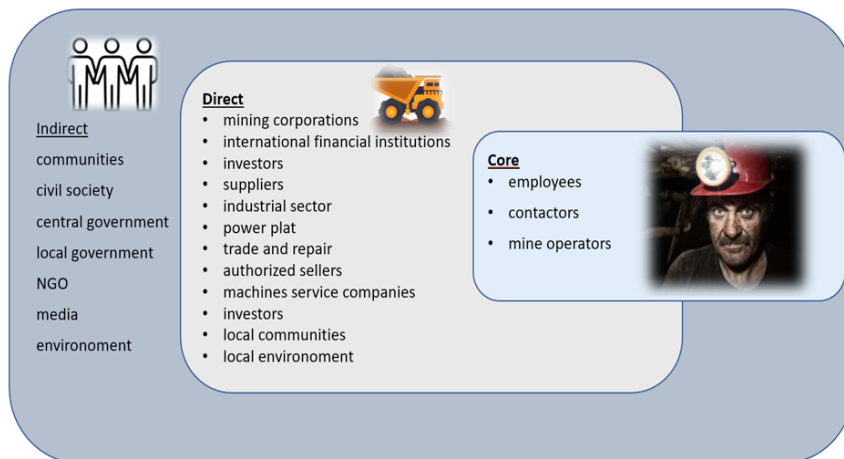 Indirect
communities
civil society
central government
local government
NGO
media
environoment
Direct
• mining corporations
• international financial institutions
• investors
• suppliers
• industrial sector
• power plat
• trade and repair
• authorized sellers
• machines service companies
• investors
• local communities
• local environoment
Core
• employees
• contactors
• mine operators